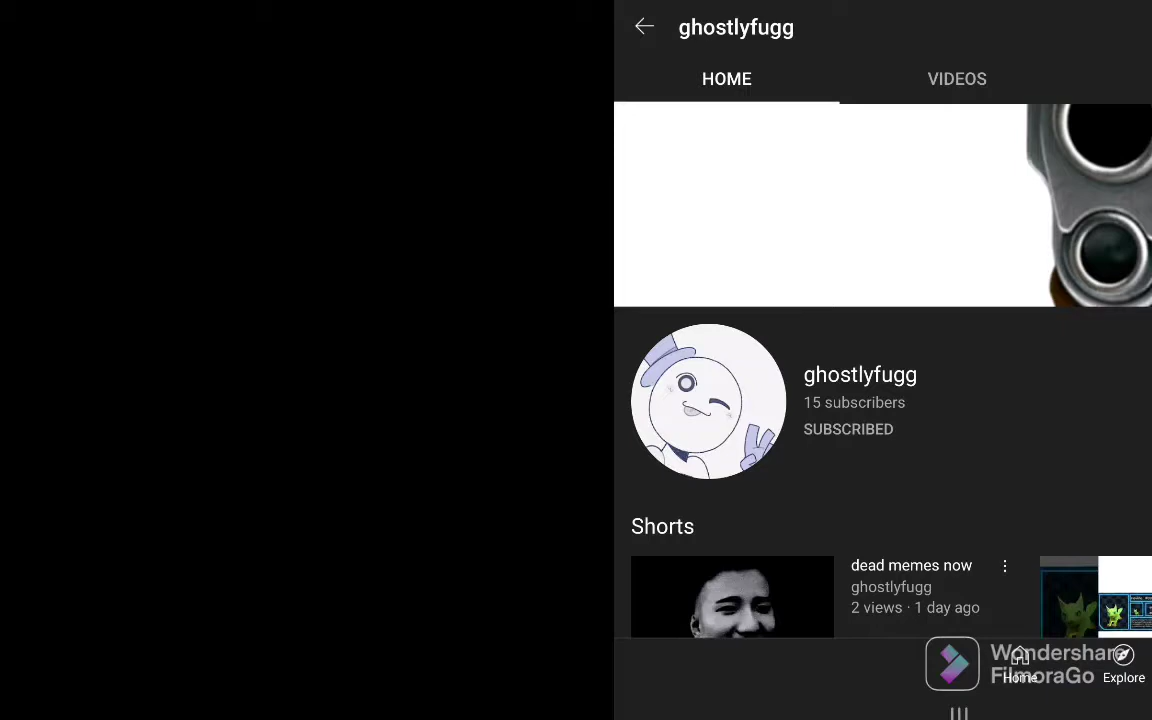 ghostlyfugg
HOME
VIDEOS
ghostlyfugg
15 subscribers
SUBSCRIBED
Shorts
dead memes now
ghostlyfugg
2 views · 1 day ago
Wondershare
FilmoraGo
Home
Explore